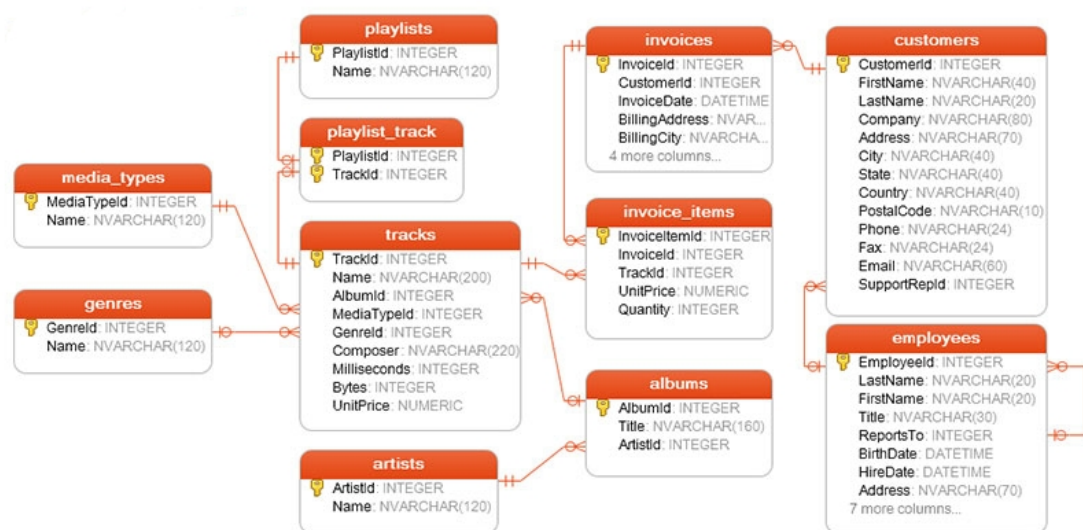 playlists
PlaylistId: INTEGER
Name: NVARCHAR(120)
playlist_track
PlaylistId: INTEGER
TrackId: INTEGER
media_types
MediaTypeId: INTEGER
Name: NVARCHAR(120)
genres
GenreId: INTEGER
Name: NVARCHAR(120)
tracks
TrackId: INTEGER
Name: NVARCHAR(200)
AlbumId: INTEGER
MediaTypeId: INTEGER
GenreId: INTEGER
Composer: NVARCHAR(220)
Milliseconds: INTEGER
Bytes: INTEGER
UnitPrice: NUMERIC
artists
ArtistId: INTEGER
Name: NVARCHAR(120)
invoices
InvoiceId: INTEGER
CustomerId: INTEGER
InvoiceDate: DATETIME
BillingAddress: NVAR...
BillingCity: NVARCHA...
4 more columns...
invoice_items
InvoiceItemId: INTEGER
InvoiceId: INTEGER
TrackId: INTEGER
UnitPrice: NUMERIC
Quantity: INTEGER
albums
AlbumId: INTEGER
Title: NVARCHAR(160)
ArtistId: INTEGER
customers
CustomerId: INTEGER
FirstName: NVARCHAR(40)
LastName: NVARCHAR(20)
Company: NVARCHAR(80)
Address: NVARCHAR(70)
City: NVARCHAR(40)
State: NVARCHAR(40)
Country: NVARCHAR(40)
PostalCode: NVARCHAR(10)
Phone: NVARCHAR(24)
Fax: NVARCHAR(24)
Email: NVARCHAR(60)
SupportRepId: INTEGER
employees
EmployeeId: INTEGER
LastName: NVARCHAR(20)
FirstName: NVARCHAR(20)
Title: NVARCHAR(30)
ReportsTo: INTEGER
BirthDate: DATETIME
HireDate: DATETIME
Address: NVARCHAR(70)
7 more columns...